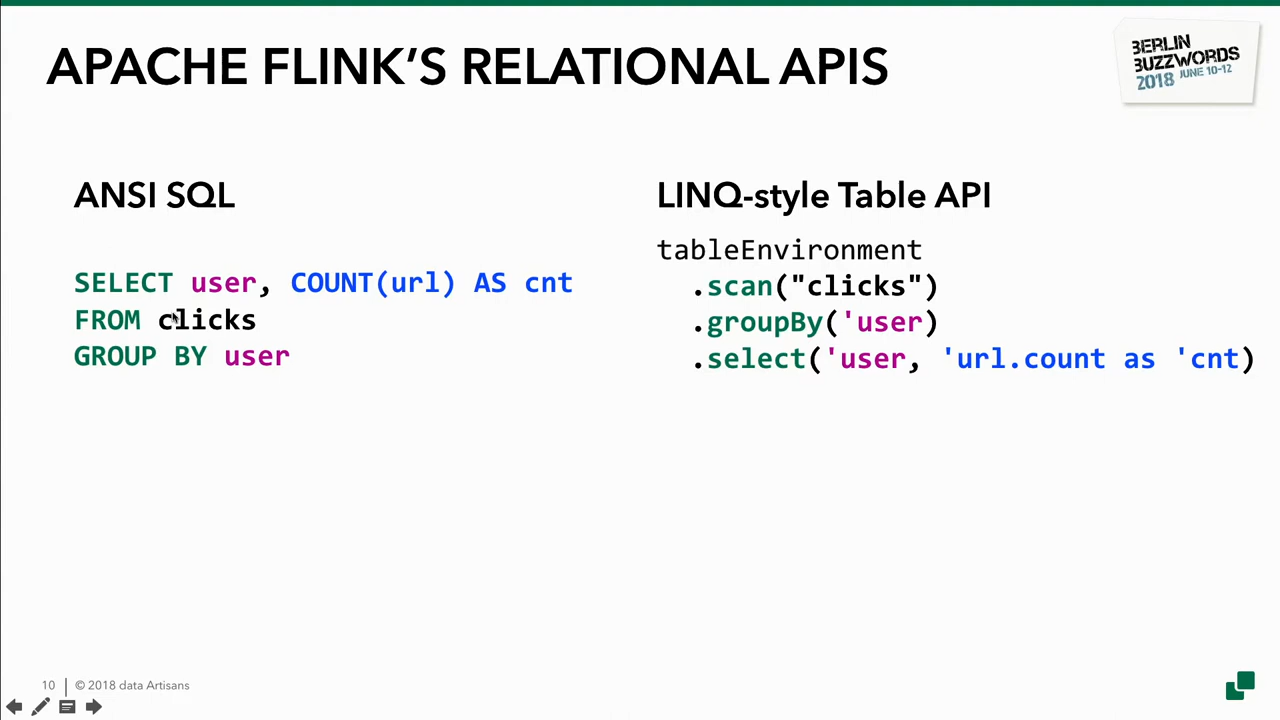 APACHE FLINK’S RELATIONAL APIS
BERLIN
BUZZWORDS
2018 JUNE 10-12
ANSI SQL
SELECT user, COUNT(url) AS cnt
FROM clicks
GROUP BY user
LINQ-style Table API
tableEnvironment
.scan("clicks")
.groupBy('user)
.select('user, 'url.count as 'cnt)
10
© 2018 data Artisans